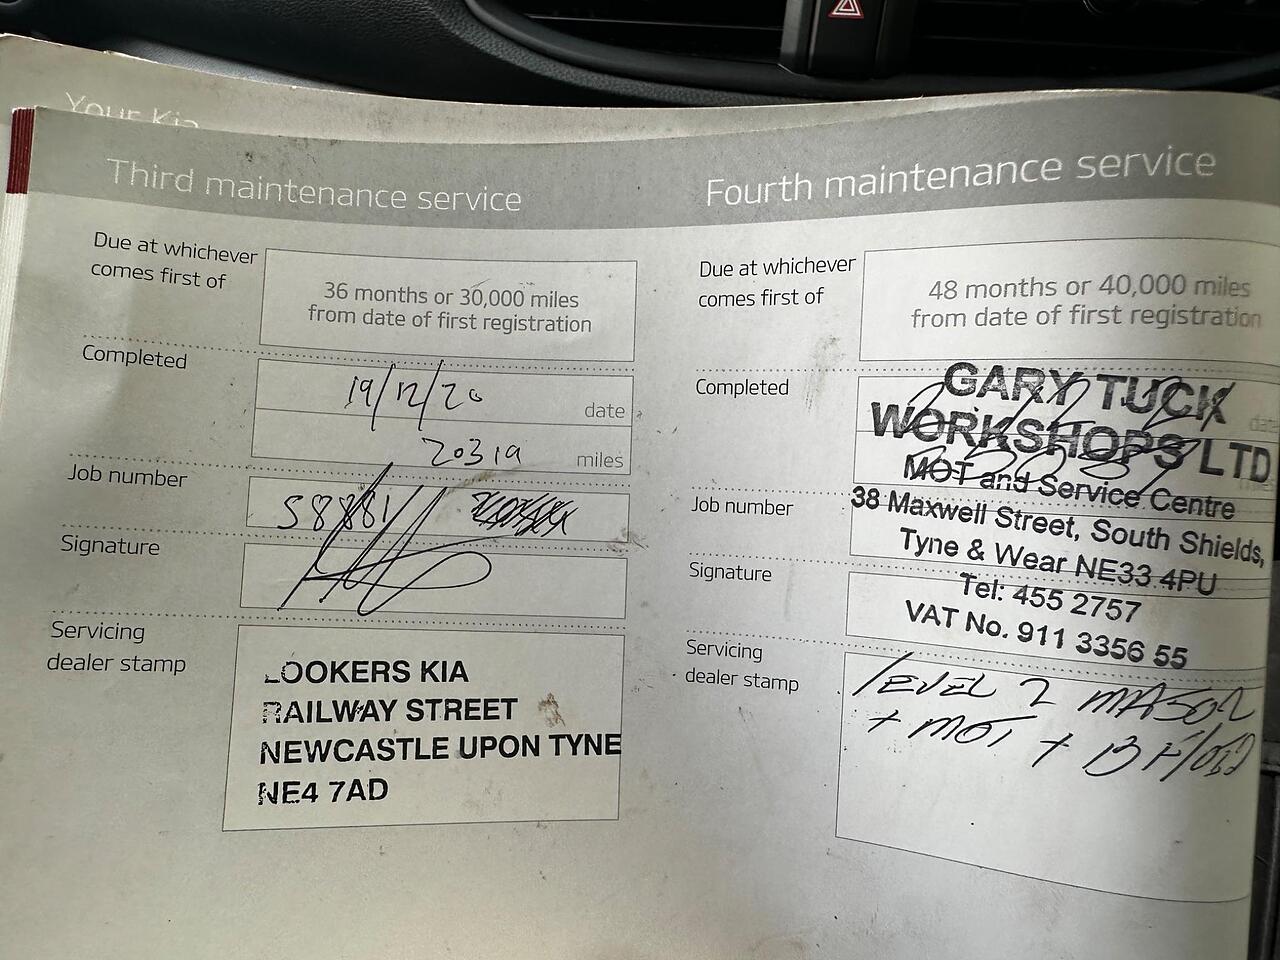 Your Kia
Third maintenance service
Due at whichever
comes first of
36 months or 30,000 miles
from date of first registration
Completed
19/12/20
date
20319
miles
Job number
58881
Signature
Servicing
dealer stamp
LOOKERS KIA
RAILWAY STREET
NEWCASTLE UPON TYNE
NE4 7AD
Fourth maintenance service
Due at whichever
comes first of
48 months or 40,000 miles
from date of first registration
Completed
date
GARY TUCK
WORKSHOPS LTD
MOT and Service Centre
38 Maxwell Street, South Shields,
Tyne & Wear NE33 4PU
Tel: 455 2757
VAT No. 911 3356 55
Job number
Signature
Servicing
dealer stamp
LEVEL 2 MAJOR
+ MOT + B F/